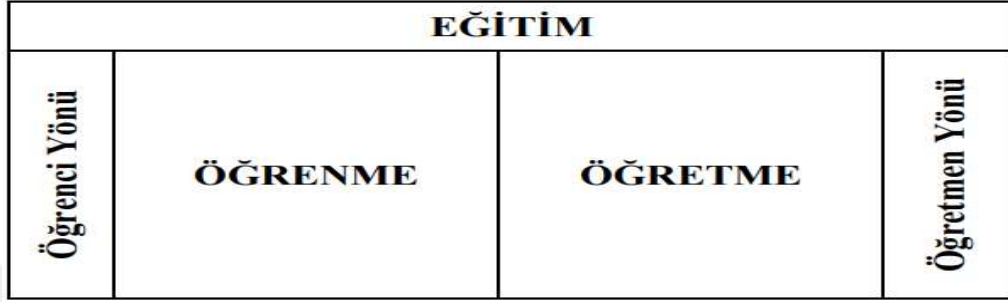 EĞİTİM
Öğrenci Yönü
ÖĞRENME
ÖĞRETME
Öğretmen Yönü